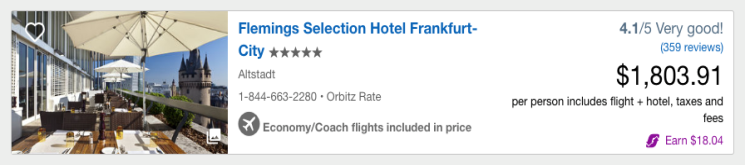 Flemings Selection Hotel Frankfurt-
City ★★★★★
Altstadt
1-844-663-2280 • Orbitz Rate
Economy/Coach flights included in price
4.1/5 Very good!
(359 reviews)
$1,803.91
per person includes flight + hotel, taxes and
fees
Earn $18.04